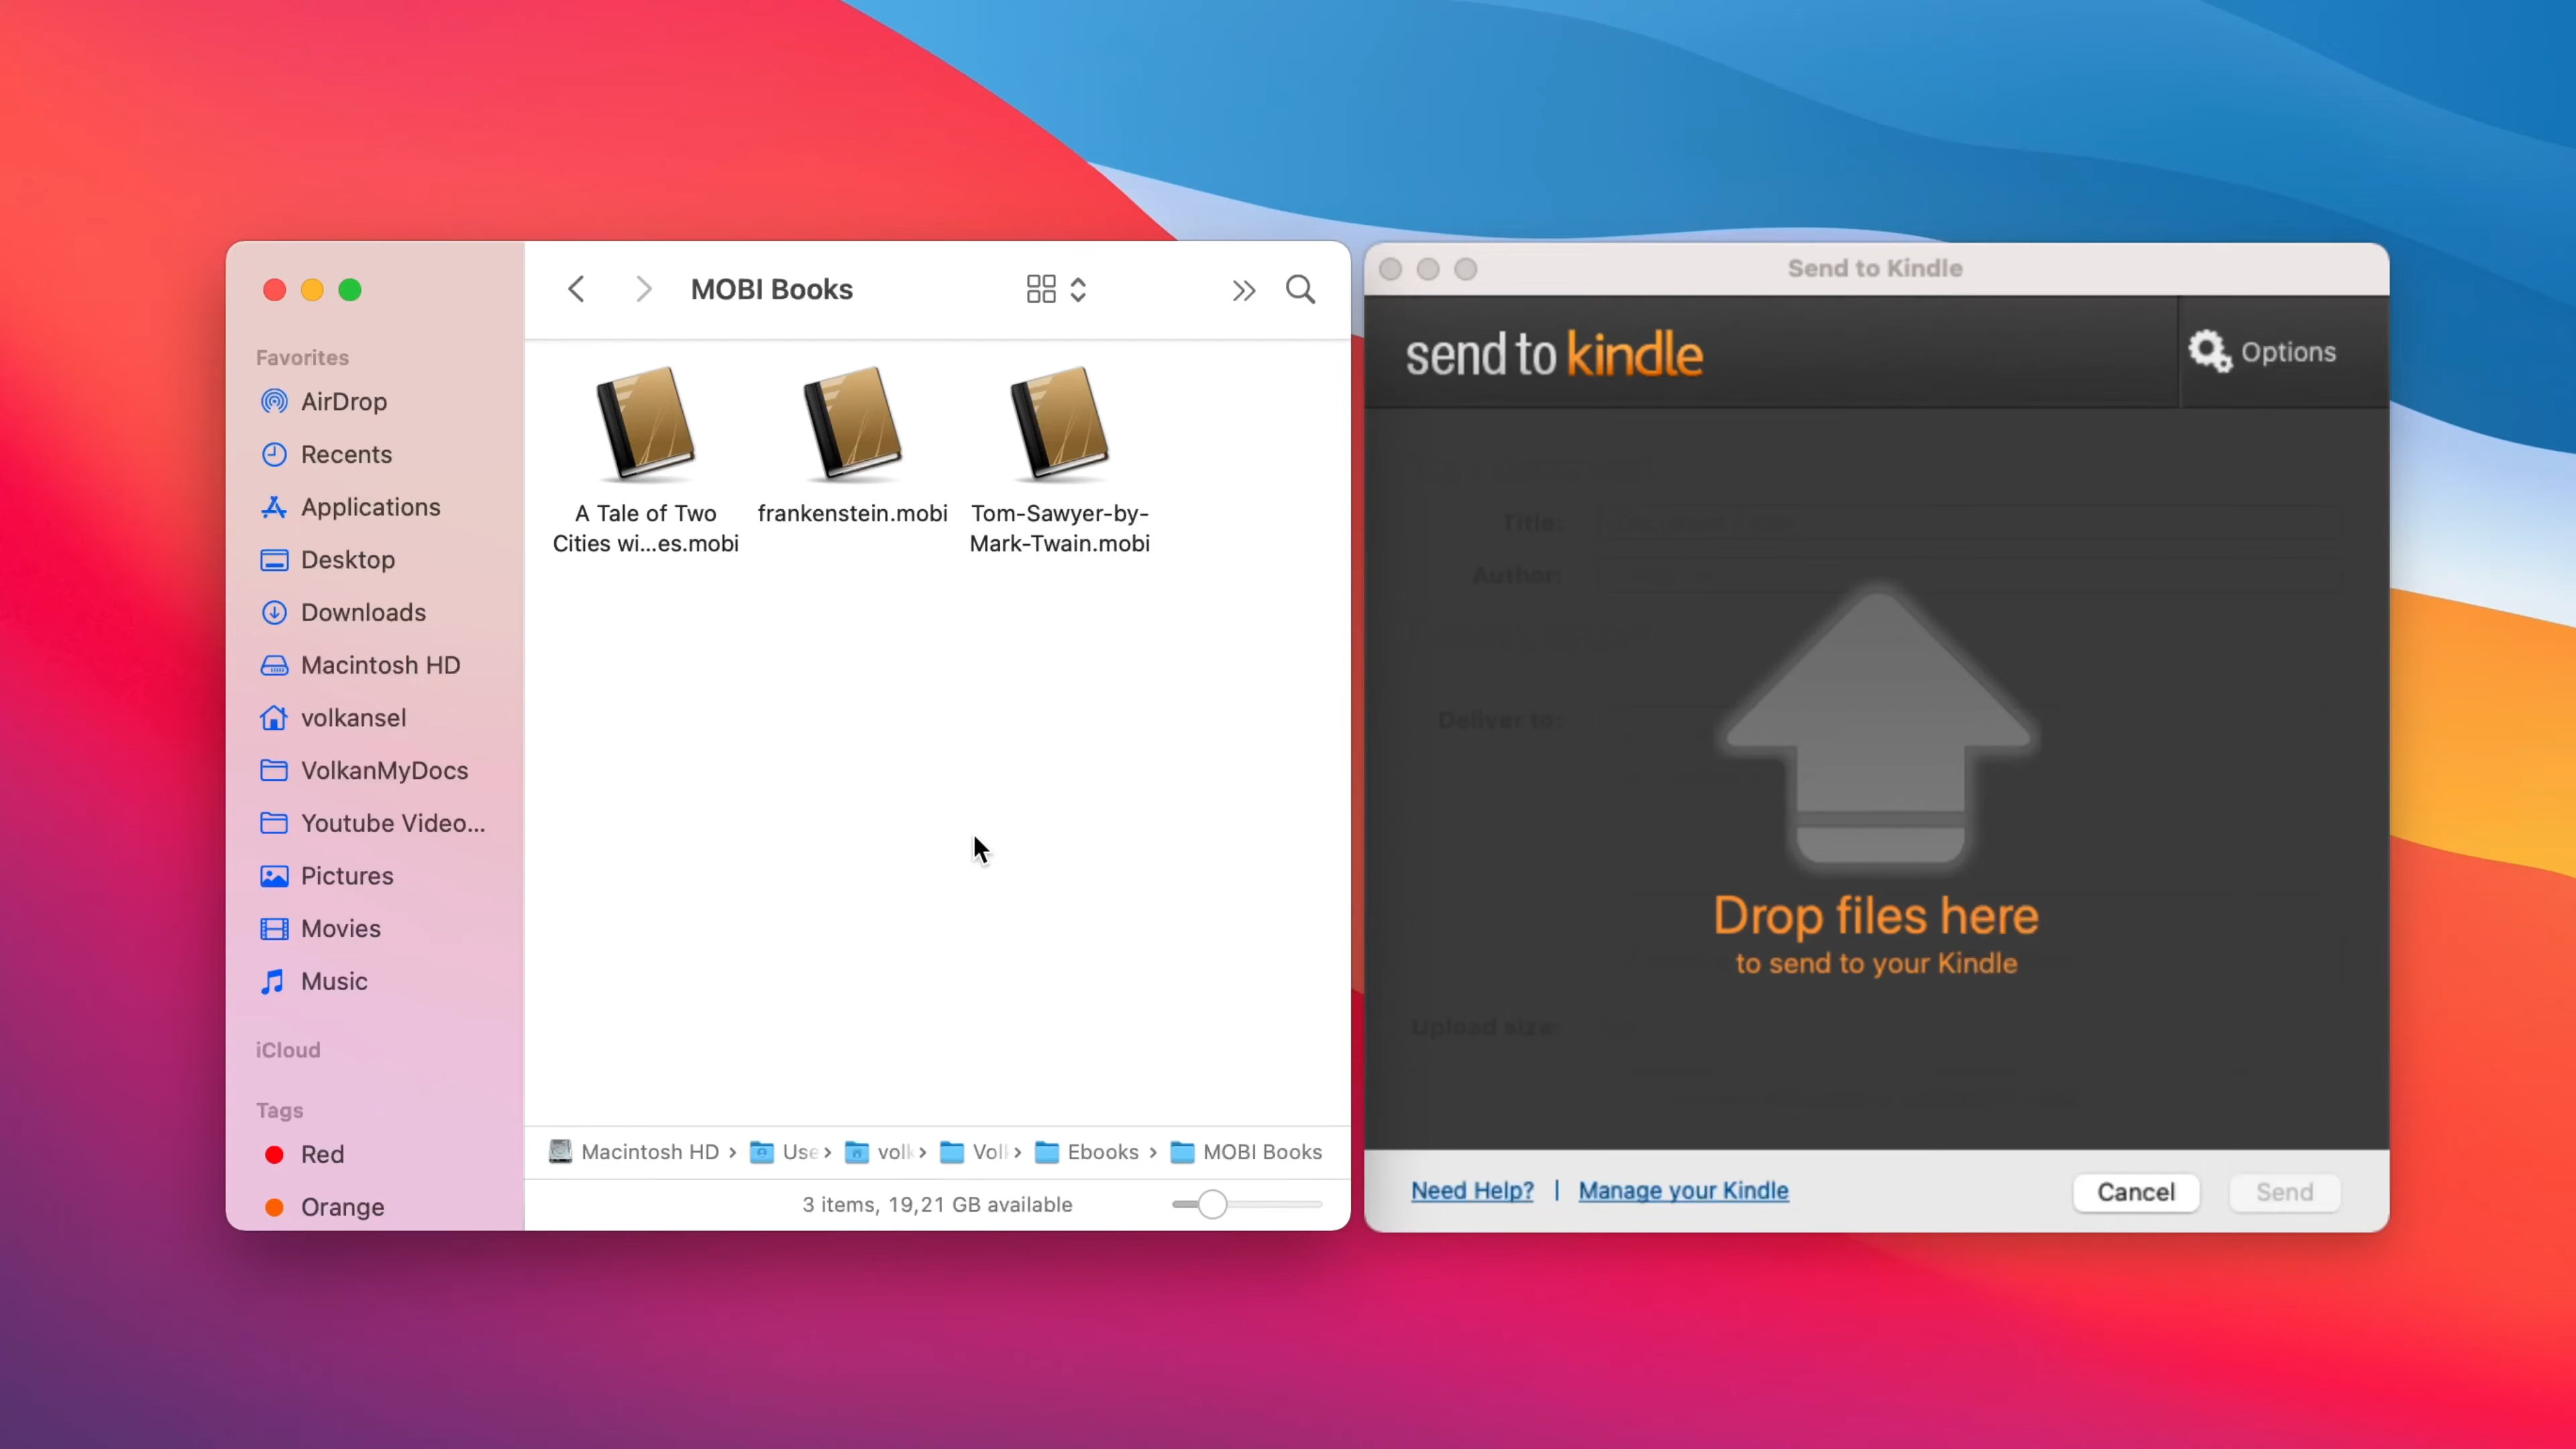 MOBI Books
Favorites
AirDrop
Recents
Applications
Desktop
Downloads
Macintosh HD
volkansel
VolkanMyDocs
Youtube Video...
Pictures
Movies
Music
iCloud
Tags
Red
Orange
A Tale of Two
Cities wi...es.mobi
frankenstein.mobi
Tom-Sawyer-by-
Mark-Twain.mobi
Macintosh HD › Use › volk › Volk › Ebooks › MOBI Books
3 items, 19,21 GB available
Send to Kindle
send to kindle
Options
Title:
Author:
Deliver to:
Drop files here
to send to your Kindle
Upload size:
Need Help? | Manage your Kindle
Cancel
Send